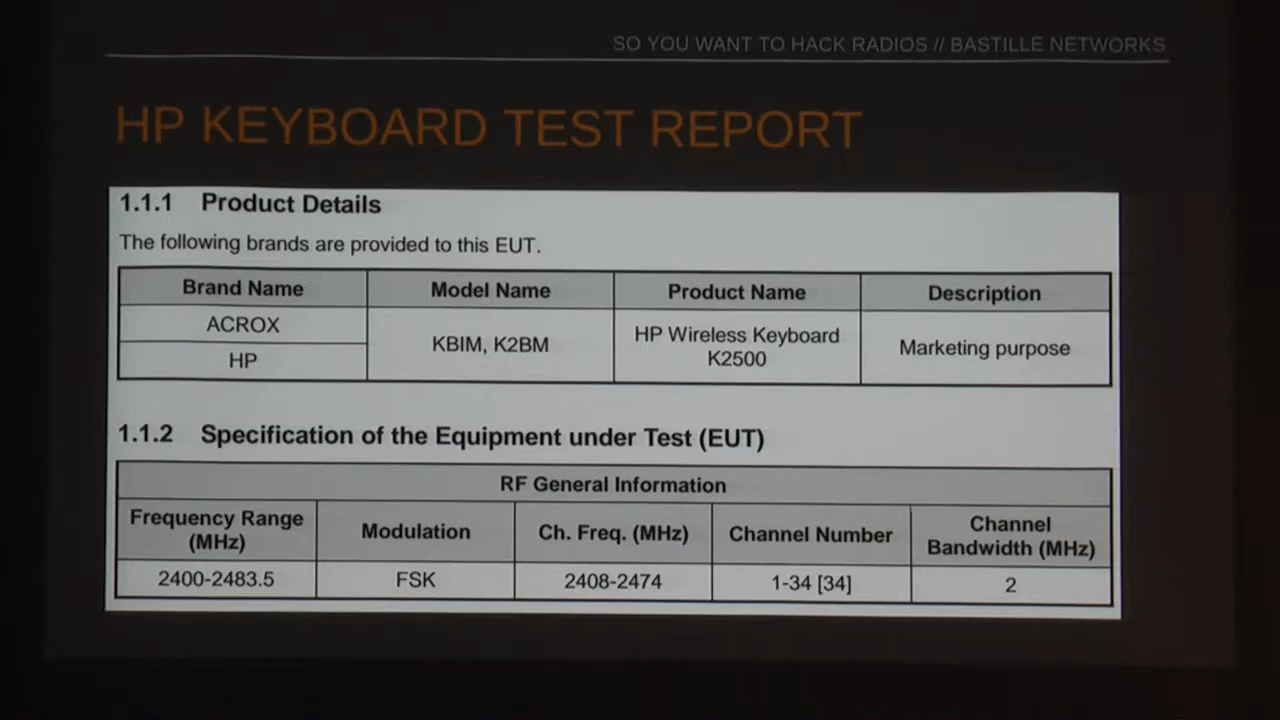 SO YOU WANT TO HACK RADIOS // BASTILLE NETWORKS
HP KEYBOARD TEST REPORT
1.1.1 Product Details
The following brands are provided to this EUT.
Brand Name Model Name Product Name Description
ACROX
HP
KBIM, K2BM
HP Wireless Keyboard
K2500
Marketing purpose
1.1.2 Specification of the Equipment under Test (EUT)
RF General Information
Frequency Range
(MHz)
Modulation
Ch. Freq. (MHz)
Channel Number
Channel
Bandwidth (MHz)
2400-2483.5 FSK 2408-2474 1-34 [34] 2